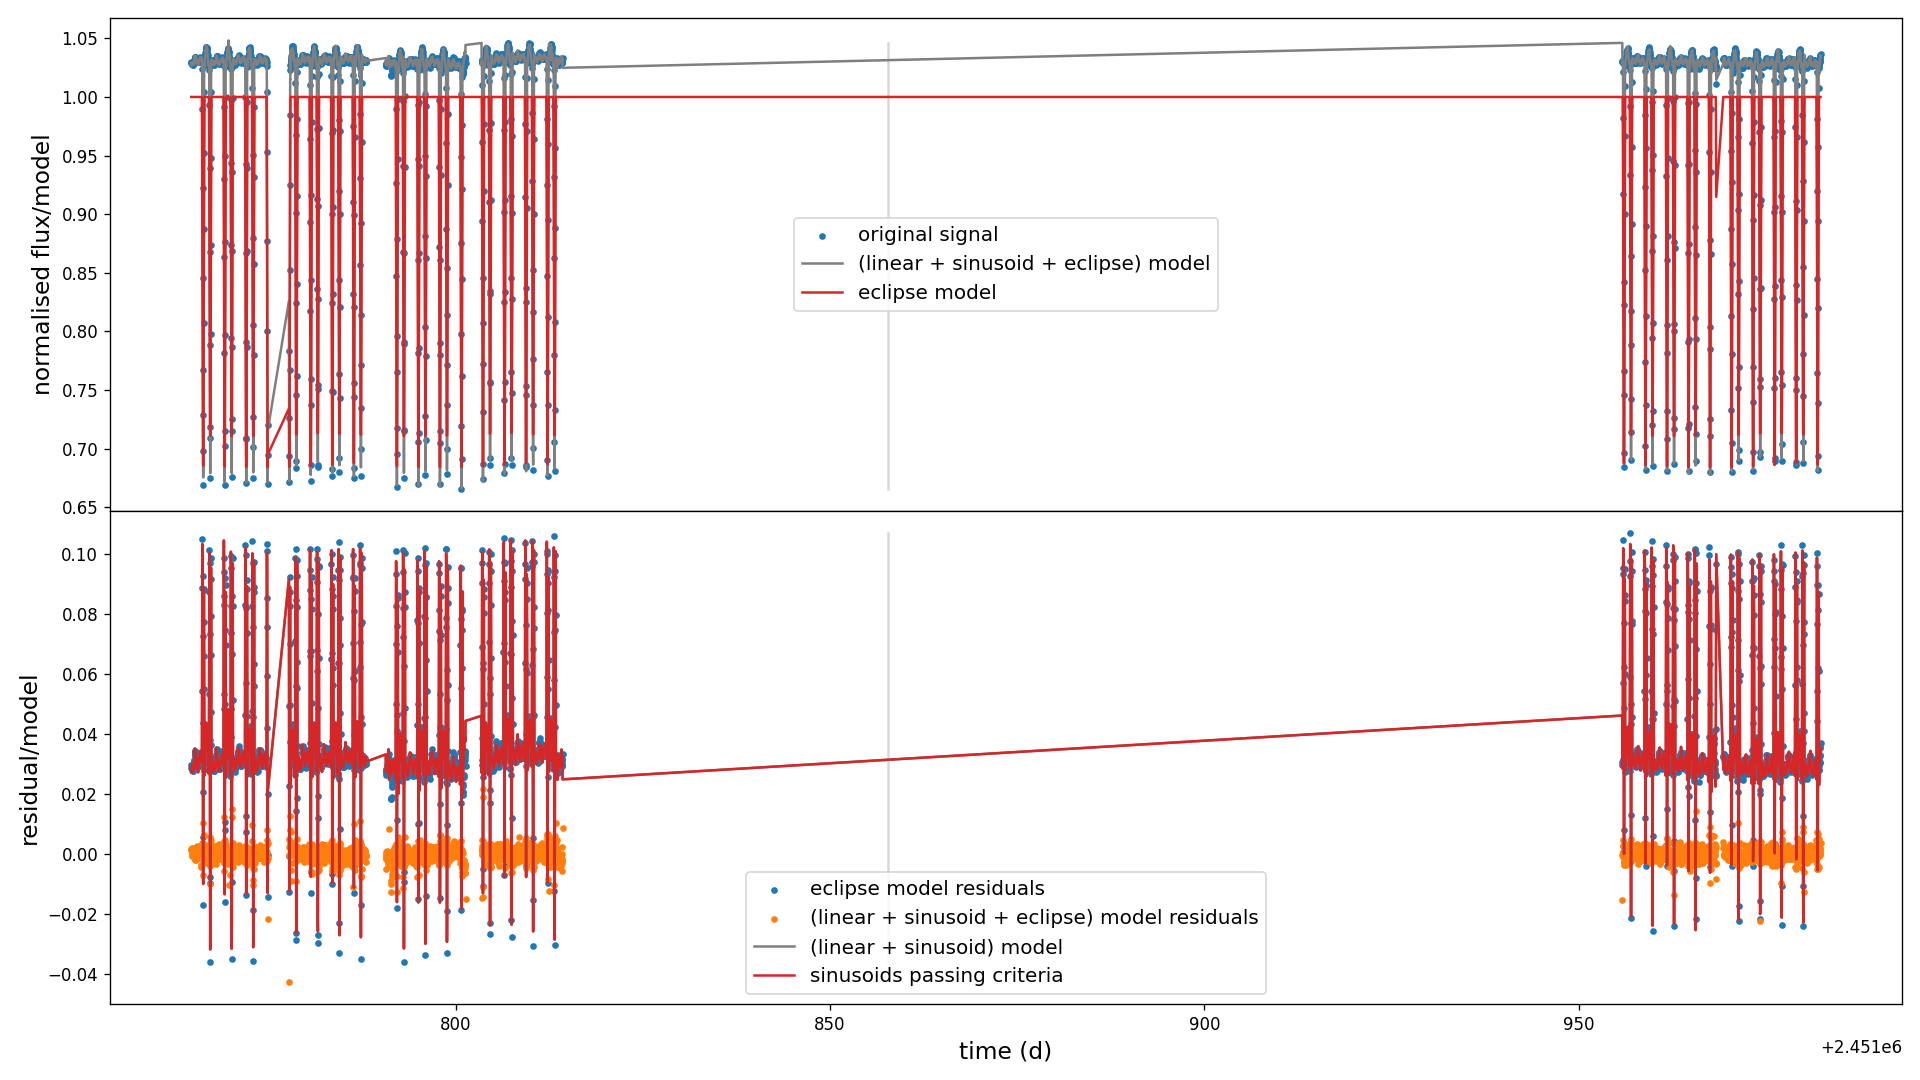 1.05
1.00
0.95
0.90
0.85
0.80
0.75
0.70
0.65
normalised flux/model
original signal
(linear + sinusoid + eclipse) model
eclipse model
0.10
0.08
0.06
0.04
0.02
0.00
−0.02
−0.04
residual/model
eclipse model residuals
(linear + sinusoid + eclipse) model residuals
(linear + sinusoid) model
sinusoids passing criteria
800
850
900
950
time (d)
+2.451e6